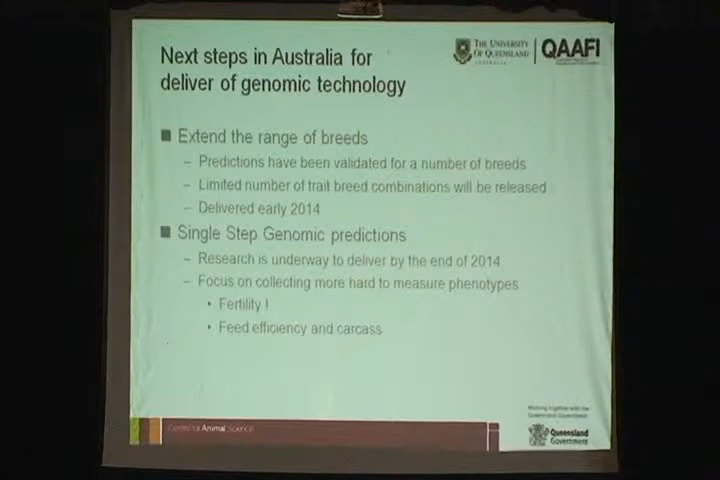 Next steps in Australia for
deliver of genomic technology
THE UNIVERSITY
OF QUEENSLAND
AUSTRALIA
QAAFI
■ Extend the range of breeds
– Predictions have been validated for a number of breeds
– Limited number of trait breed combinations will be released
– Delivered early 2014
■ Single Step Genomic predictions
– Research is underway to deliver by the end of 2014
– Focus on collecting more hard to measure phenotypes
• Fertility !
• Feed efficiency and carcass
Centre for Animal Science
Working together with the
Queensland Government
Queensland
Government